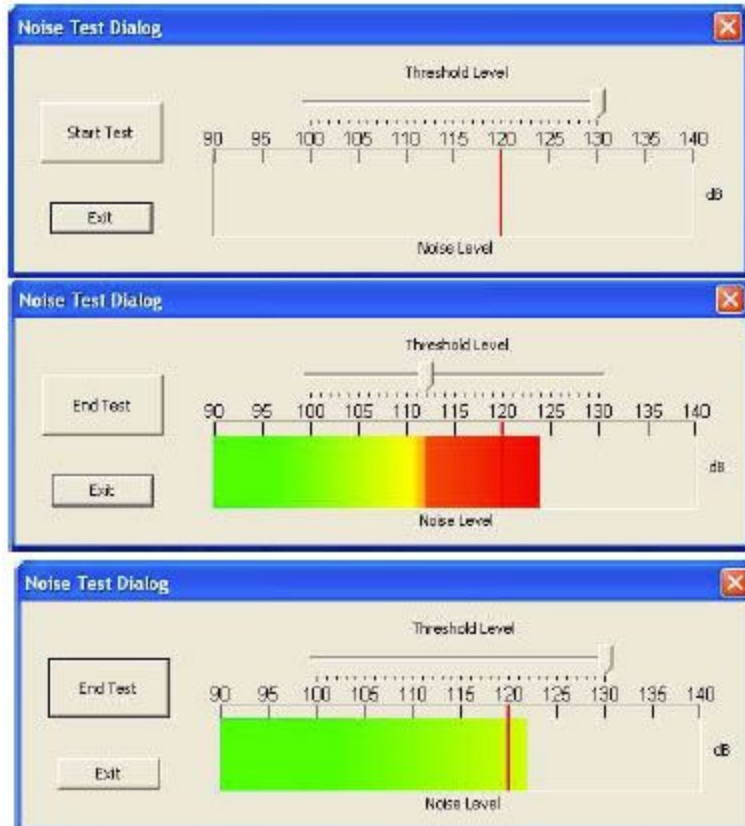 Noise Test Dialog
Threshold Level
Start Test
90 95 100 105 110 115 120 125 130 135 140
dB
Exit
Noise Level
Noise Test Dialog
Threshold Level
End Test
90 95 100 105 110 115 120 125 130 135 140
dB
Exit
Noise Level
Noise Test Dialog
Threshold Level
End Test
90 95 100 105 110 115 120 125 130 135 140
dB
Exit
Noise Level